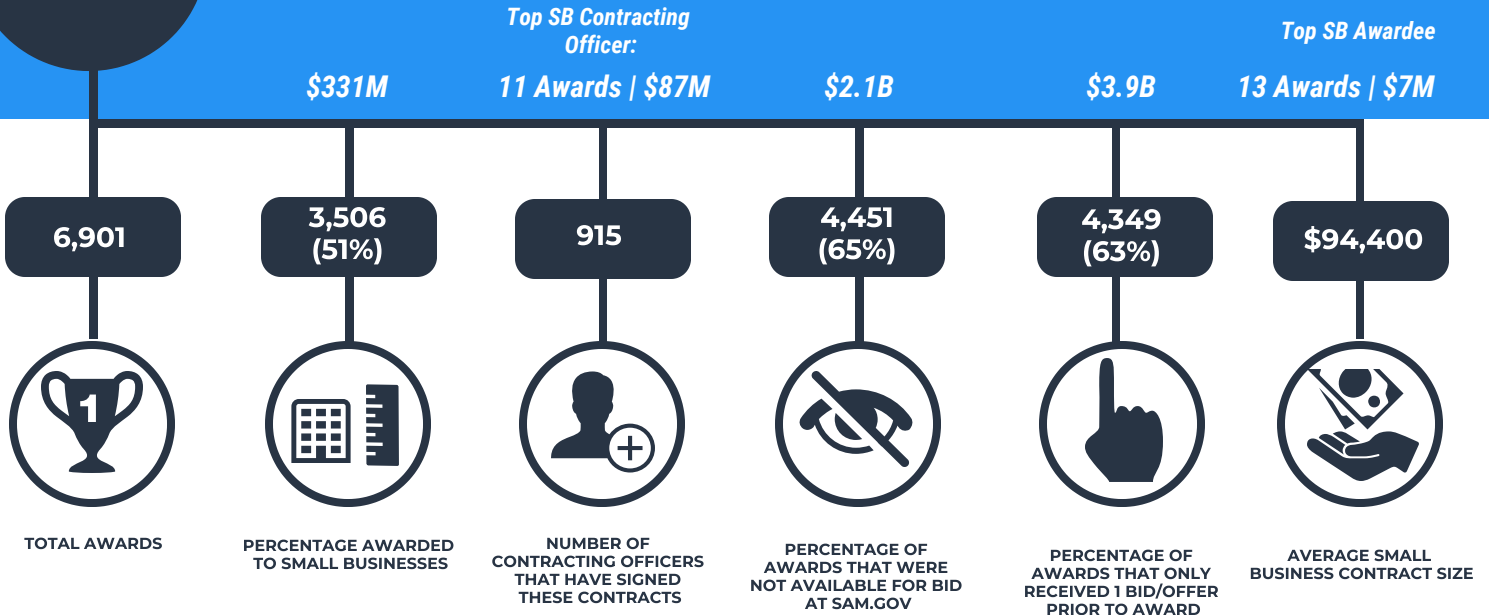 Top SB Contracting
Officer:
Top SB Awardee
$331M
11 Awards | $87M
$2.1B
$3.9B
13 Awards | $7M
6,901
3,506
(51%)
915
4,451
(65%)
4,349
(63%)
$94,400
1
TOTAL AWARDS
PERCENTAGE AWARDED
TO SMALL BUSINESSES
NUMBER OF
CONTRACTING OFFICERS
THAT HAVE SIGNED
THESE CONTRACTS
PERCENTAGE OF
AWARDS THAT WERE
NOT AVAILABLE FOR BID
AT SAM.GOV
PERCENTAGE OF
AWARDS THAT ONLY
RECEIVED 1 BID/OFFER
PRIOR TO AWARD
AVERAGE SMALL
BUSINESS CONTRACT SIZE